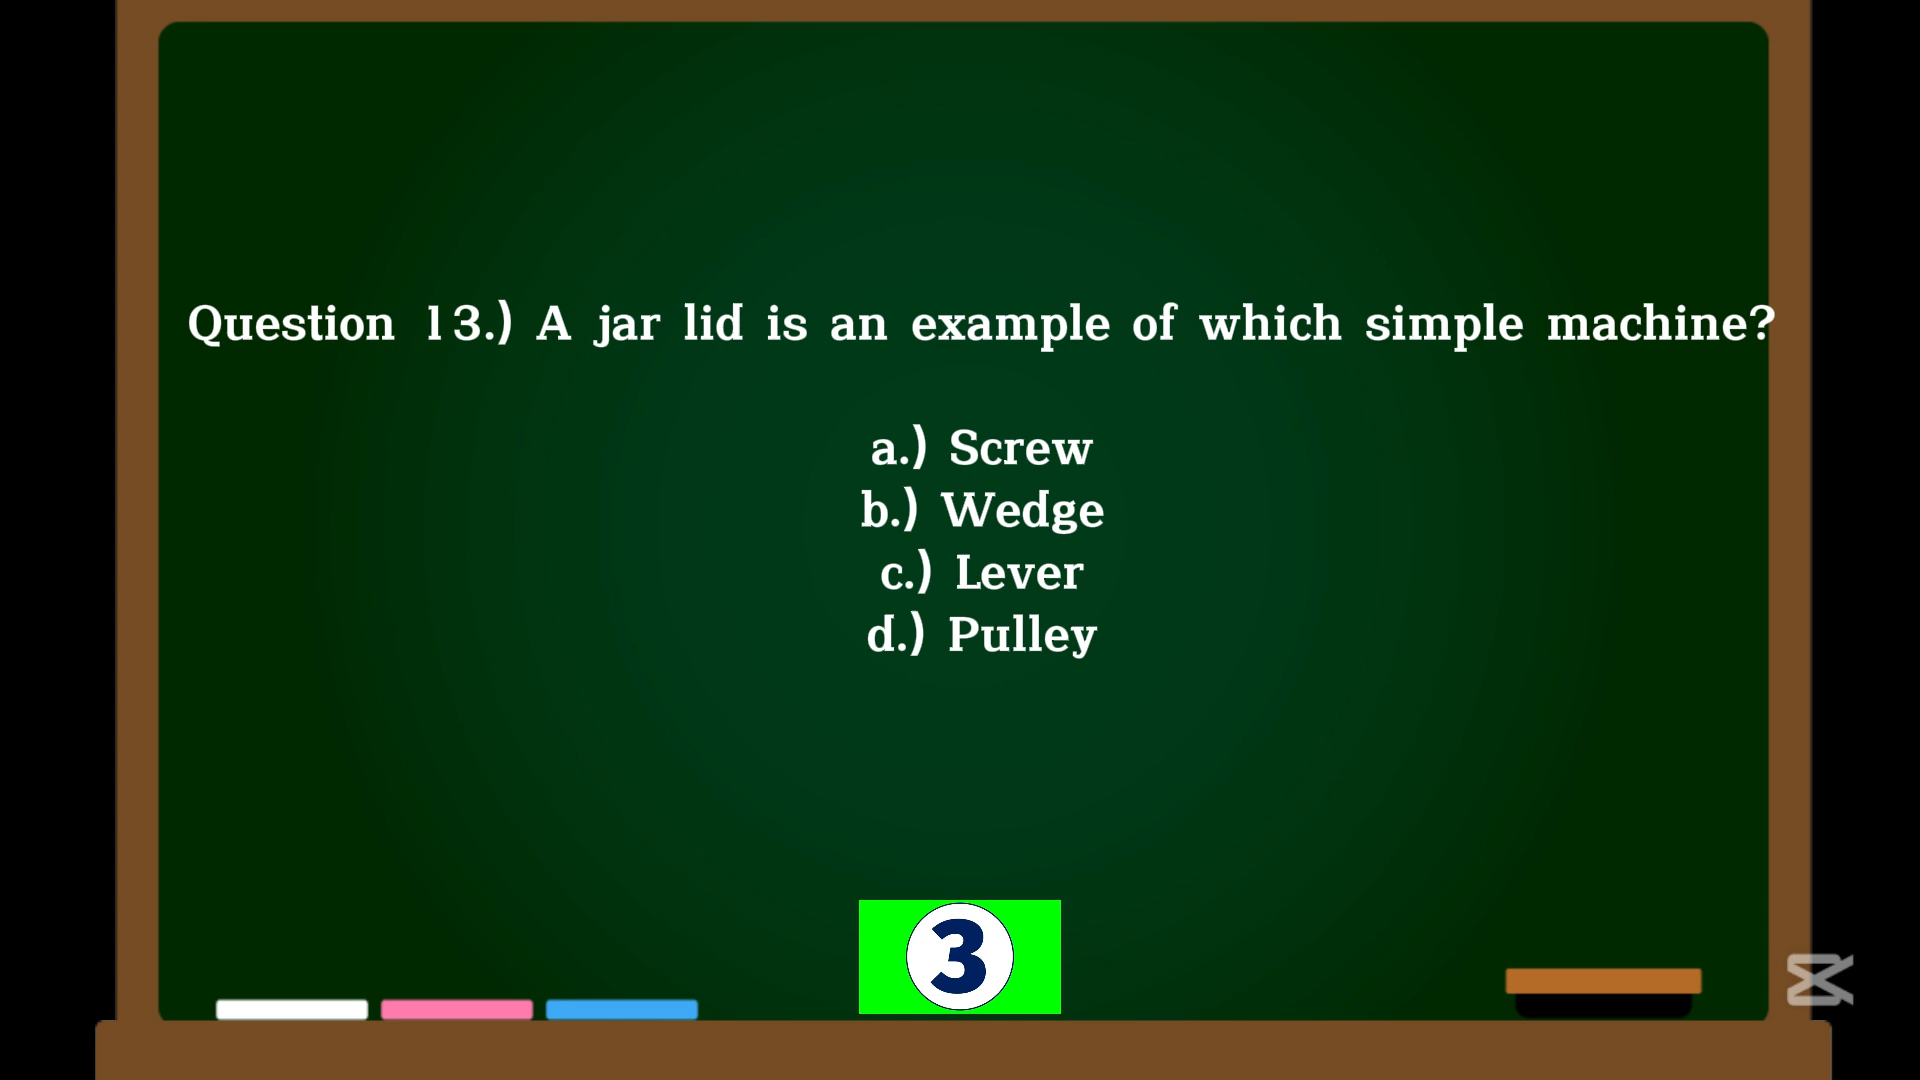 Question 13.) A jar lid is an example of which simple machine?
a.) Screw
b.) Wedge
c.) Lever
d.) Pulley
3